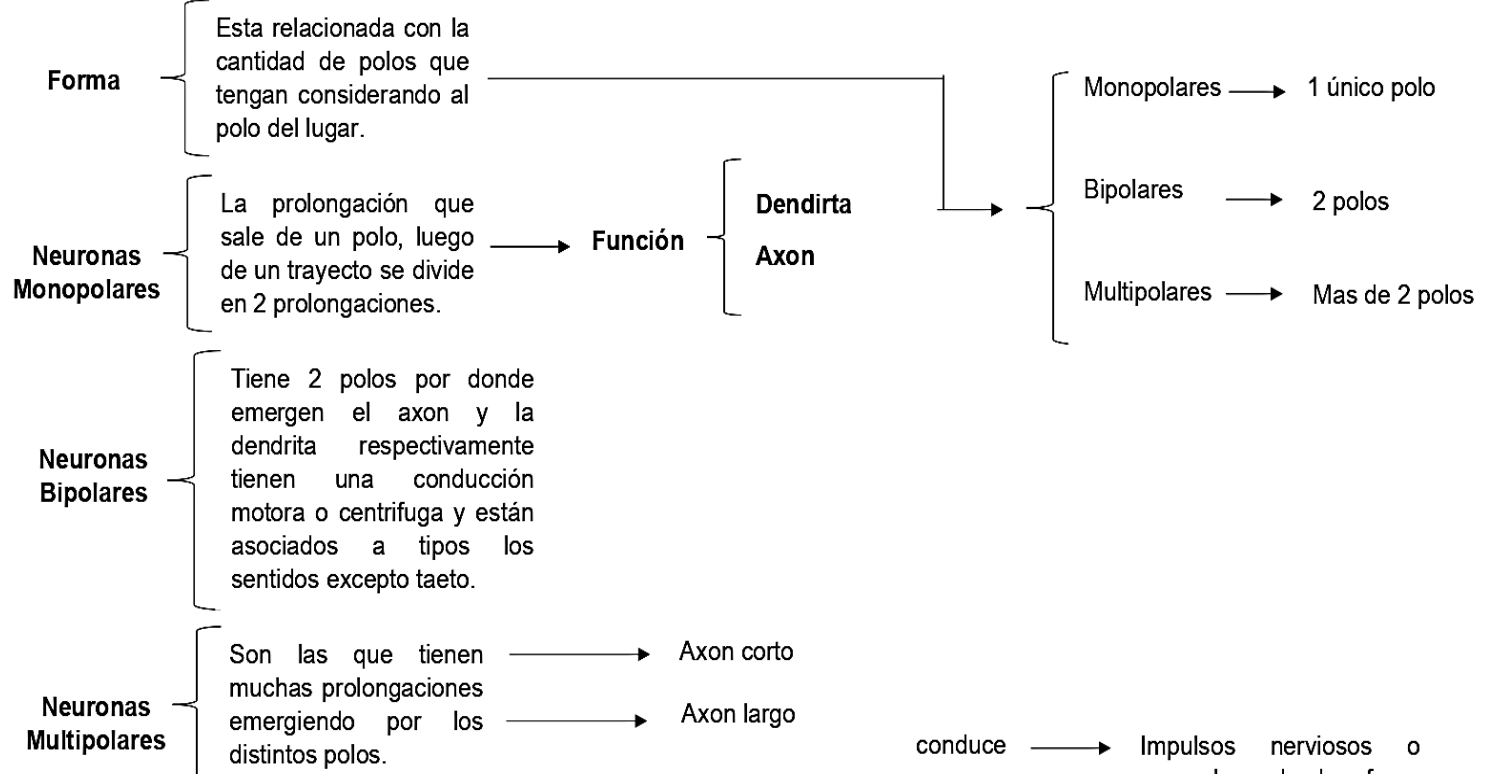 Forma
Esta relacionada con la
cantidad de polos que
tengan considerando al
polo del lugar.
Monopolares
1 único polo
Bipolares
2 polos
Multipolares
Mas de 2 polos
Neuronas
Monopolares
La prolongación que
sale de un polo, luego
de un trayecto se divide
en 2 prolongaciones.
Función
Dendirta
Axon
Neuronas
Bipolares
Tiene 2 polos por donde
emergen el axon y la
dendrita respectivamente
tienen una conducción
motora o centrifuga y están
asociados a tipos los
sentidos excepto taeto.
Neuronas
Multipolares
Son las que tienen
muchas prolongaciones
emergiendo por los
distintos polos.
Axon corto
Axon largo
conduce
Impulsos nerviosos o